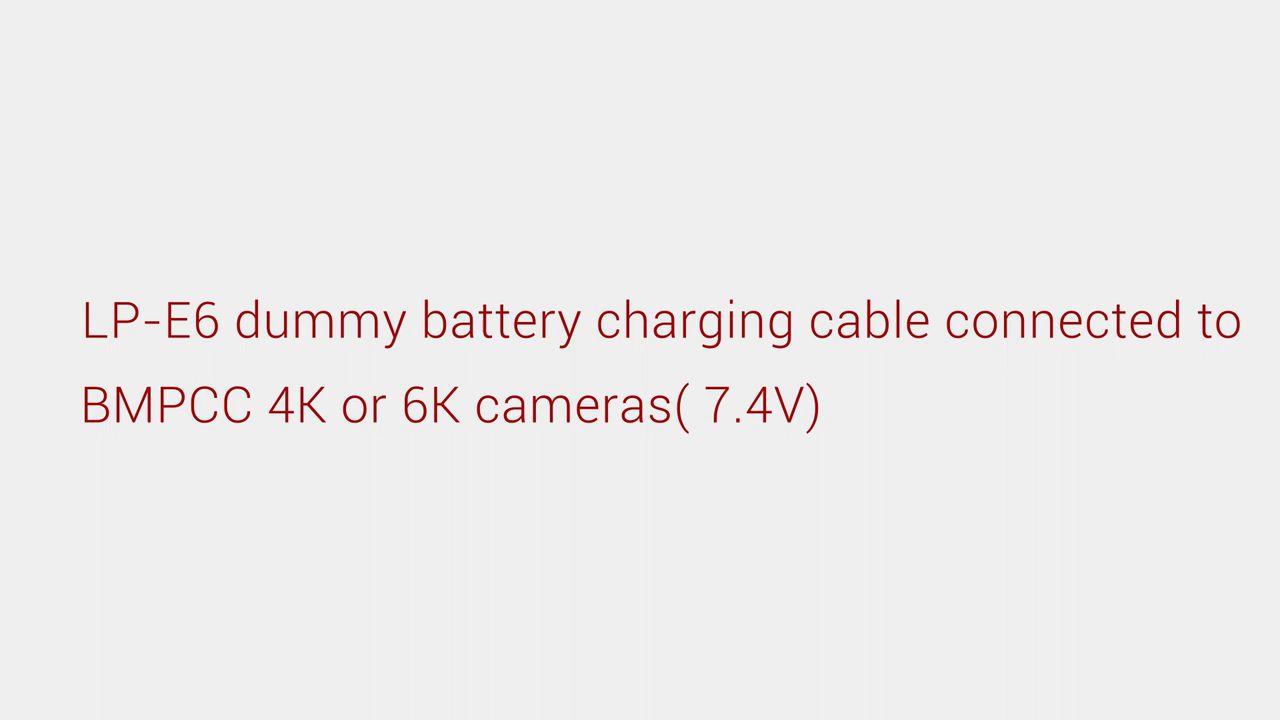 LP-E6 dummy battery charging cable connected to
BMPCC 4K or 6K cameras( 7.4V)